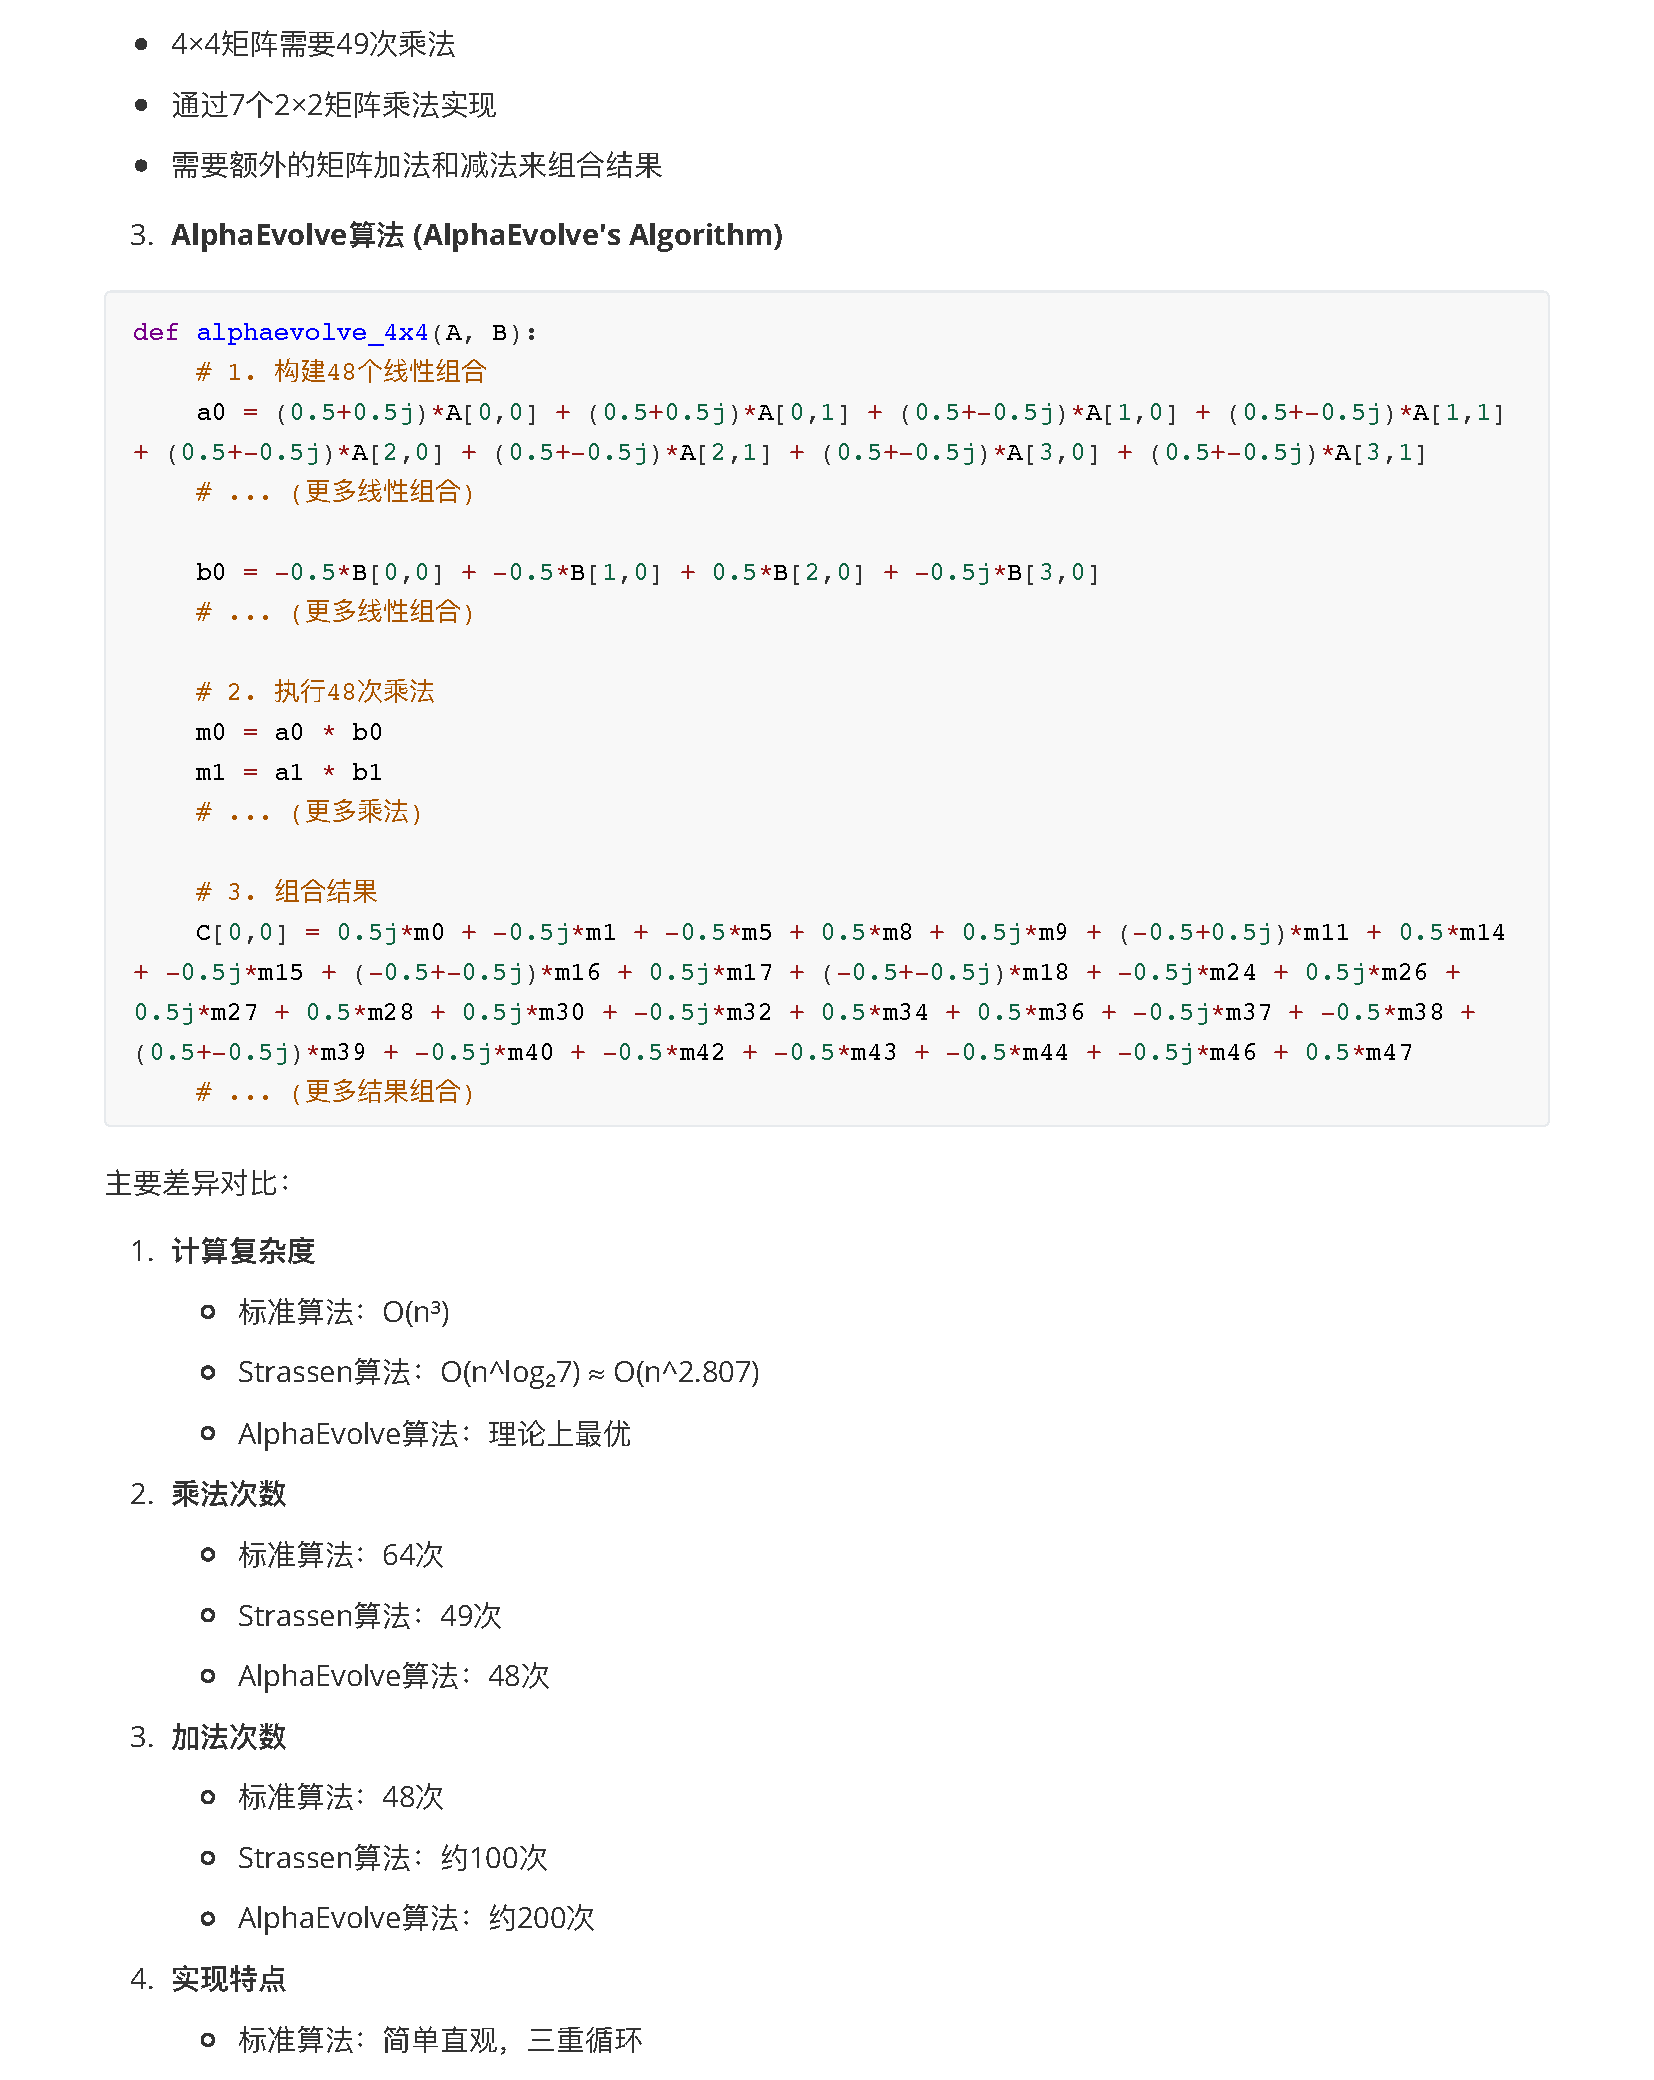 4×4矩阵需要49次乘法
通过7个2×2矩阵乘法实现
需要额外的矩阵加法和减法来组合结果
3. AlphaEvolve算法 (AlphaEvolve's Algorithm)
def alphaevolve_4x4(A, B):
# 1. 构建48个线性组合
a0 = (0.5+0.5j)*A[0,0] + (0.5+0.5j)*A[0,1] + (0.5+-0.5j)*A[1,0] + (0.5+-0.5j)*A[1,1]
+ (0.5+-0.5j)*A[2,0] + (0.5+-0.5j)*A[2,1] + (0.5+-0.5j)*A[3,0] + (0.5+-0.5j)*A[3,1]
# ... (更多线性组合)
b0 = -0.5*B[0,0] + -0.5*B[1,0] + 0.5*B[2,0] + -0.5j*B[3,0]
# ... (更多线性组合)
# 2. 执行48次乘法
m0 = a0 * b0
m1 = a1 * b1
# ... (更多乘法)
# 3. 组合结果
C[0,0] = 0.5j*m0 + -0.5j*m1 + -0.5*m5 + 0.5*m8 + 0.5j*m9 + (-0.5+0.5j)*m11 + 0.5*m14
+ -0.5j*m15 + (-0.5+-0.5j)*m16 + 0.5j*m17 + (-0.5+-0.5j)*m18 + -0.5j*m24 + 0.5j*m26 +
0.5j*m27 + 0.5*m28 + 0.5j*m30 + -0.5j*m32 + 0.5*m34 + 0.5*m36 + -0.5j*m37 + -0.5*m38 +
(0.5+-0.5j)*m39 + -0.5j*m40 + -0.5*m42 + -0.5*m43 + -0.5*m44 + -0.5j*m46 + 0.5*m47
# ... (更多结果组合)
主要差异对比：
1. 计算复杂度
标准算法：O(n³)
Strassen算法：O(n^log₂7) ≈ O(n^2.807)
AlphaEvolve算法：理论上最优
2. 乘法次数
标准算法：64次
Strassen算法：49次
AlphaEvolve算法：48次
3. 加法次数
标准算法：48次
Strassen算法：约100次
AlphaEvolve算法：约200次
4. 实现特点
标准算法：简单直观，三重循环